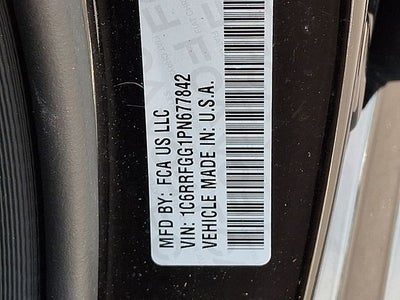 MFD BY: FCA US LLC
VIN: 1C6RRFGG1PN677842
VEHICLE MADE IN: U.S.A.